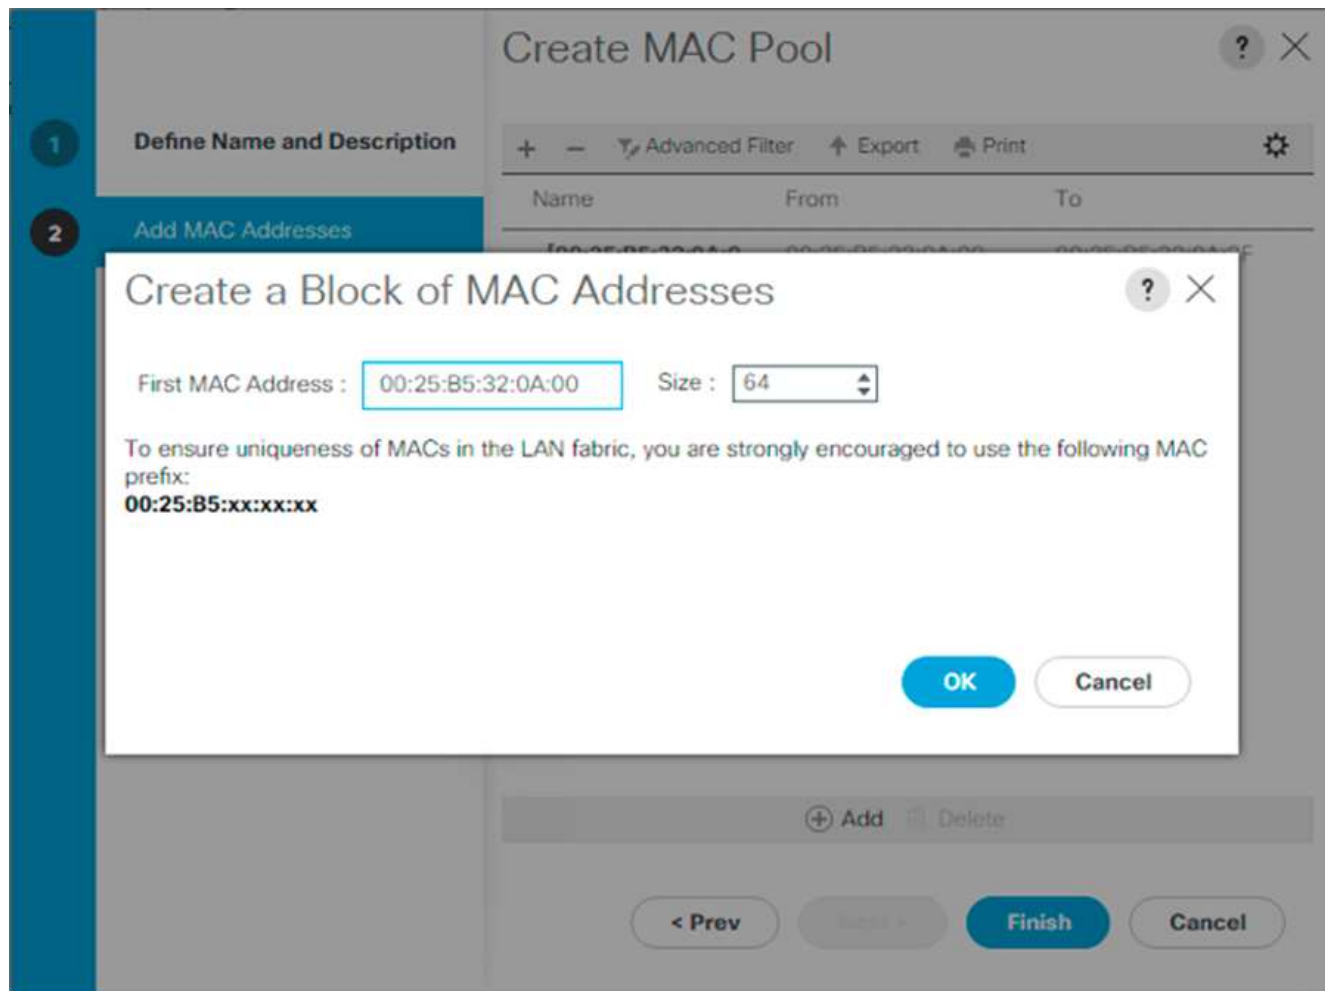 Create MAC Pool
?
1
Define Name and Description
+ − Advanced Filter Export Print
Name From To
2
Add MAC Addresses
Create a Block of MAC Addresses
?
First MAC Address : 00:25:B5:32:0A:00 Size : 64
To ensure uniqueness of MACs in the LAN fabric, you are strongly encouraged to use the following MAC
prefix:
00:25:B5:xx:xx:xx
OK Cancel
Add Delete
< Prev Next > Finish Cancel